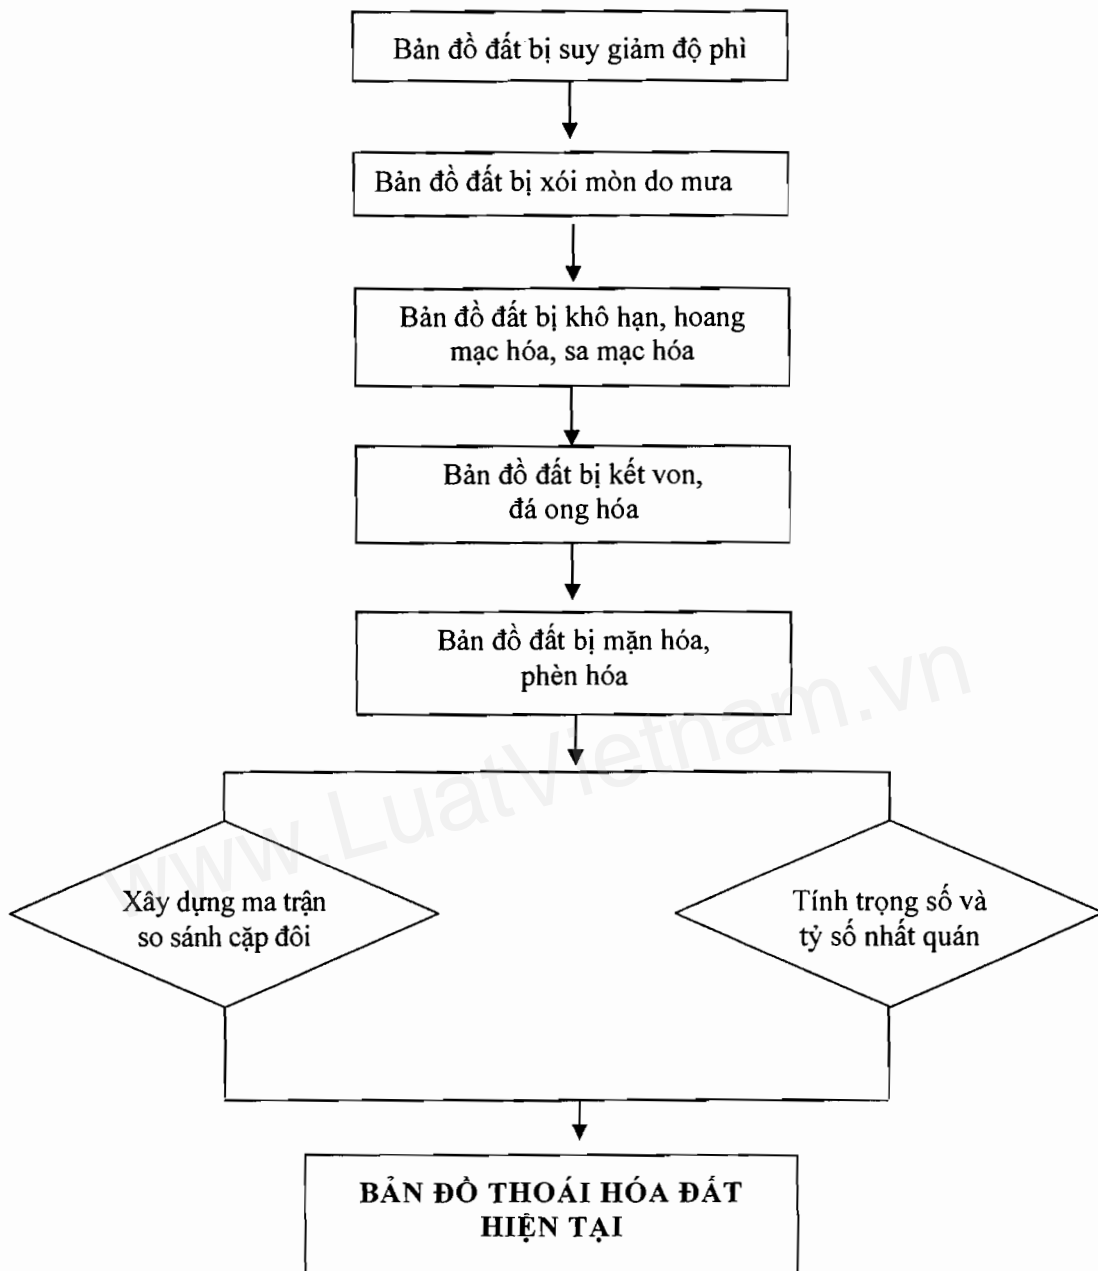 Bản đồ đất bị suy giảm độ phì
Bản đồ đất bị xói mòn do mưa
Bản đồ đất bị khô hạn, hoang
mạc hóa, sa mạc hóa
Bản đồ đất bị kết von,
đá ong hóa
Bản đồ đất bị mặn hóa,
phèn hóa
www.LuatVietnam.vn
Xây dựng ma trận
so sánh cặp đôi
Tính trọng số và
tỷ số nhất quán
BẢN ĐỒ THOÁI HÓA ĐẤT
HIỆN TẠI